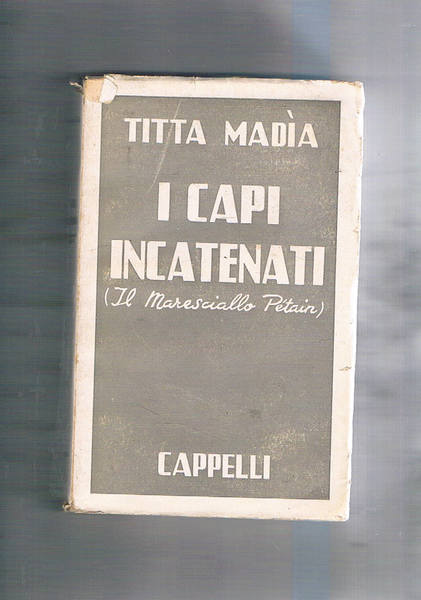 TITTA MADÌA
I CAPI
INCATENATI
(Il Maresciallo Pétain)
CAPPELLI